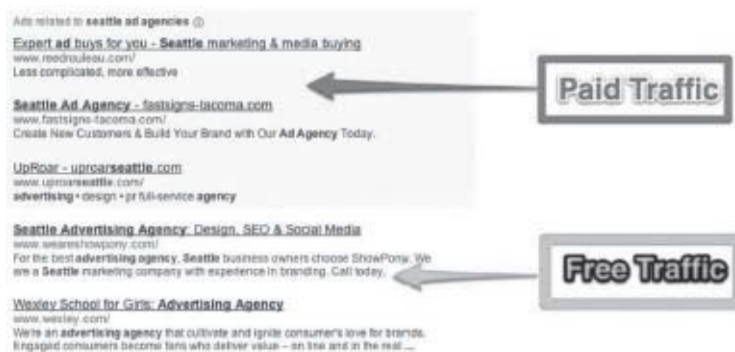 Ads related to seattle ad agencies
Expert ad buys for you - Seattle marketing & media buying
www.reedrouleau.com/
Less complicated, more effective
Paid Traffic
Seattle Ad Agency - fastsigns-tacoma.com
www.fastsigns-tacoma.com/
Create New Customers & Build Your Brand with Our Ad Agency Today.
UpRoar - uproarseattle.com
www.uproarseattle.com/
advertising • design • pr full-service agency
Seattle Advertising Agency: Design, SEO & Social Media
www.weareshowpony.com/
For the best advertising agency, Seattle business owners choose ShowPony. We
are a Seattle marketing company with experience in branding. Call today.
Free Traffic
Wexley School for Girls: Advertising Agency
www.wexley.com/
We're an advertising agency that cultivate and ignite consumer's love for brands.
Engaged consumers become fans who deliver value – on line and in the real ...